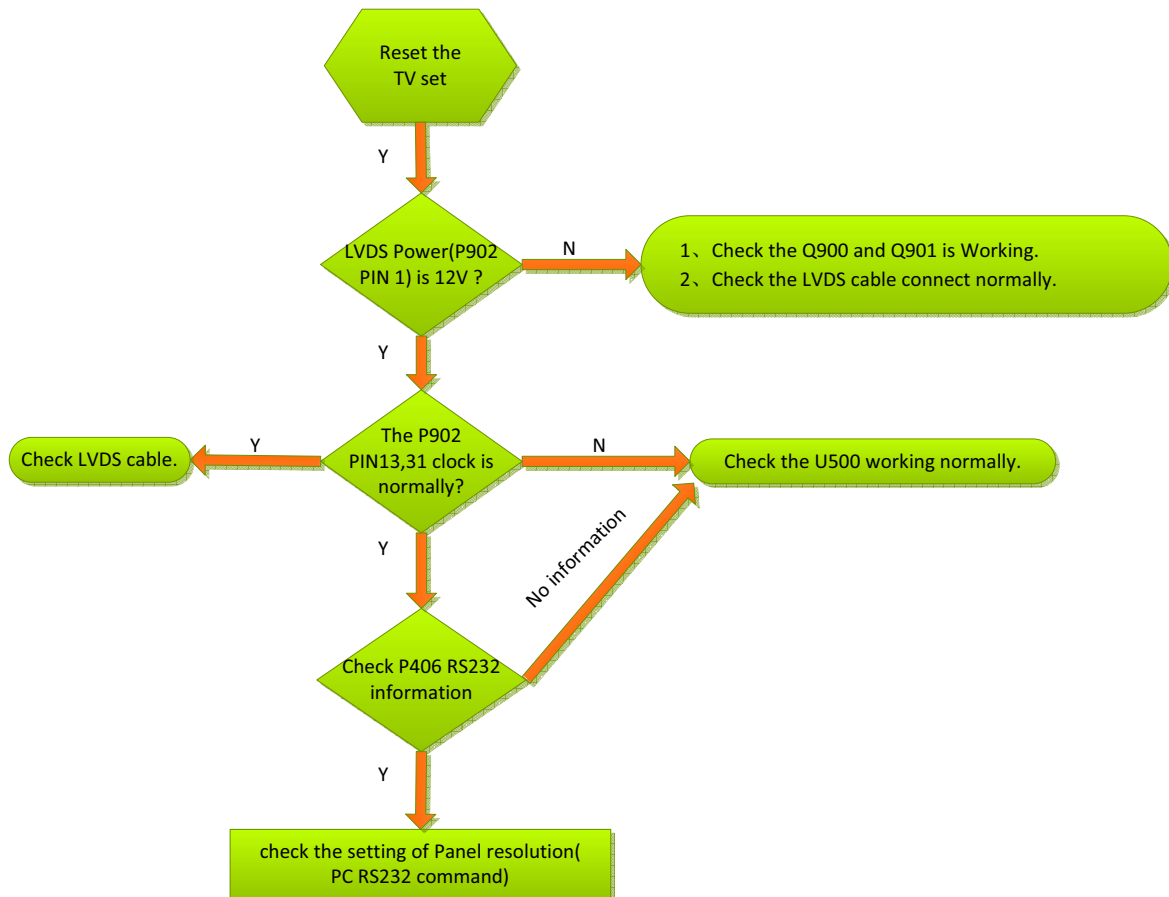 Reset the
TV set
Y
LVDS Power(P902
PIN 1) is 12V ?
N
1、Check the Q900 and Q901 is Working.
2、Check the LVDS cable connect normally.
Y
The P902
PIN13,31 clock is
normally?
Y
Check LVDS cable.
N
Check the U500 working normally.
Y
No information
Check P406 RS232
information
Y
check the setting of Panel resolution(
PC RS232 command)